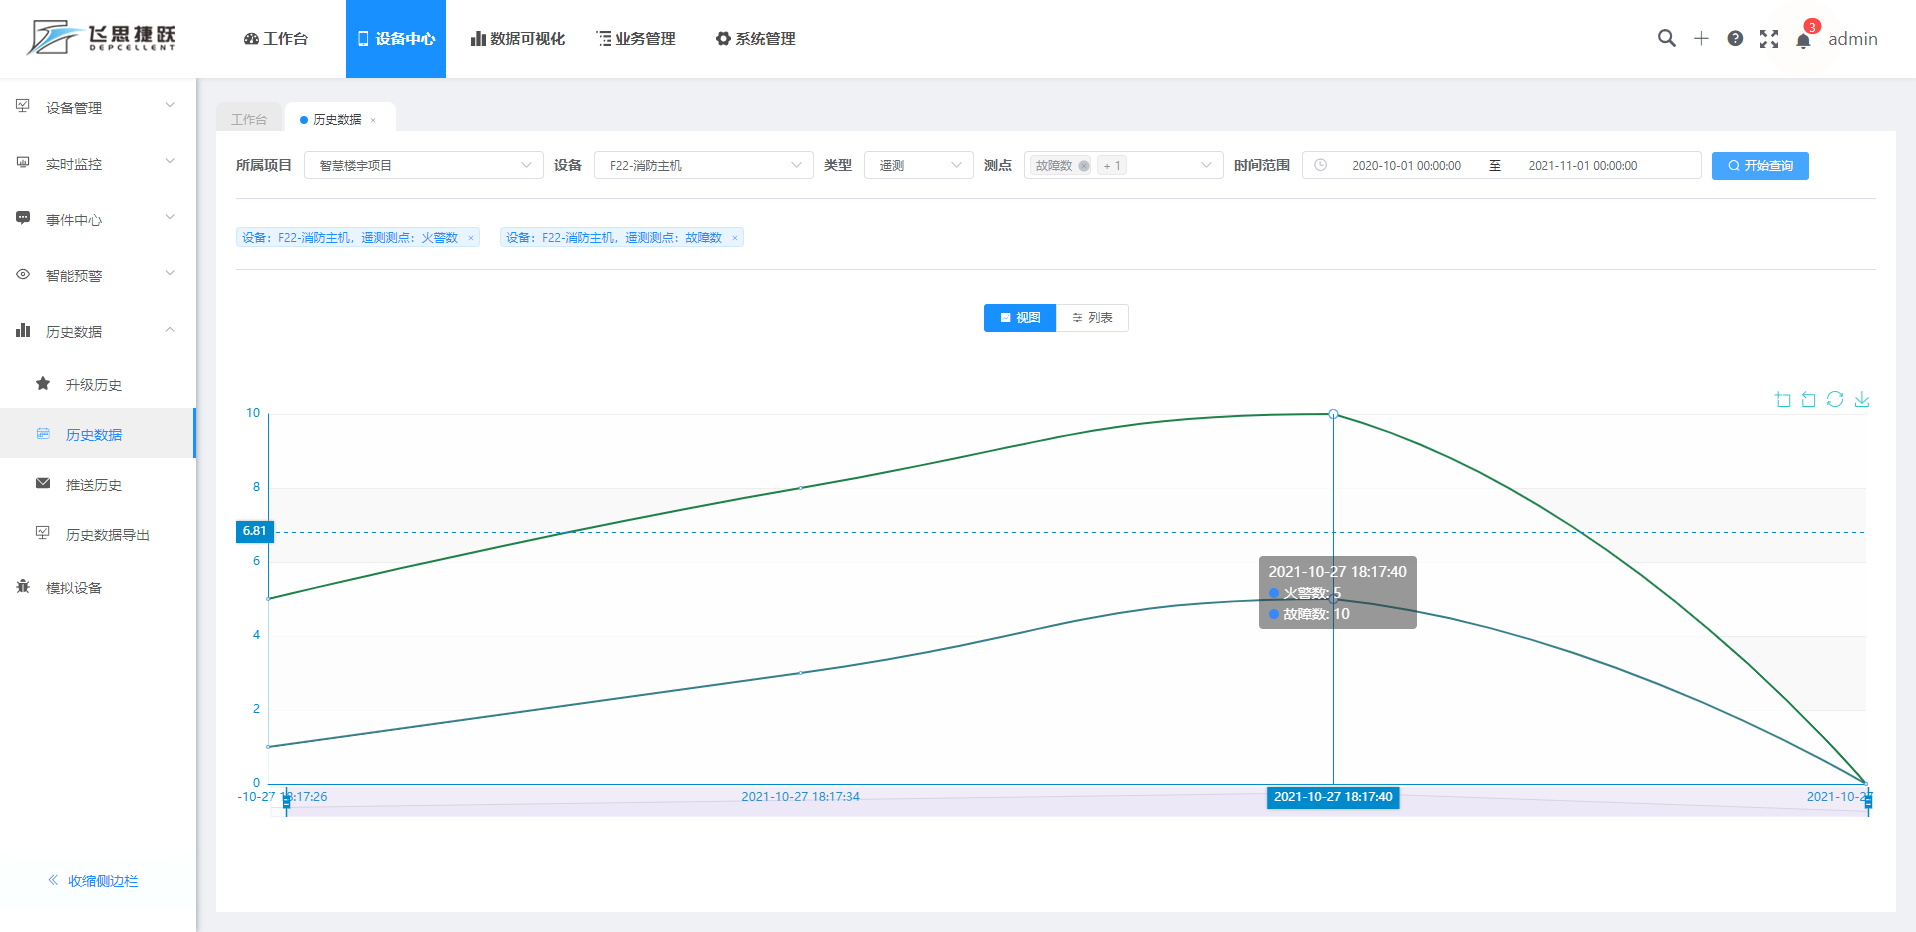 飞思捷跃
DEPCELLENT
工作台
设备中心
数据可视化
业务管理
系统管理
3
admin
设备管理
实时监控
事件中心
智能预警
历史数据
升级历史
历史数据
推送历史
历史数据导出
模拟设备
收缩侧边栏
工作台
历史数据 ×
所属项目 智慧楼宇项目 设备 F22-消防主机 类型 遥测 测点 故障数 + 1 时间范围 2020-10-01 00:00:00 至 2021-11-01 00:00:00 开始查询
设备：F22-消防主机，遥测测点：火警数 × 设备：F22-消防主机，遥测测点：故障数 ×
视图 列表
10
8
6.81
6
4
2
0
2021-10-27 18:17:40
火警数: 5
故障数: 10
-10-27 18:17:26 2021-10-27 18:17:34 2021-10-27 18:17:40 2021-10-27